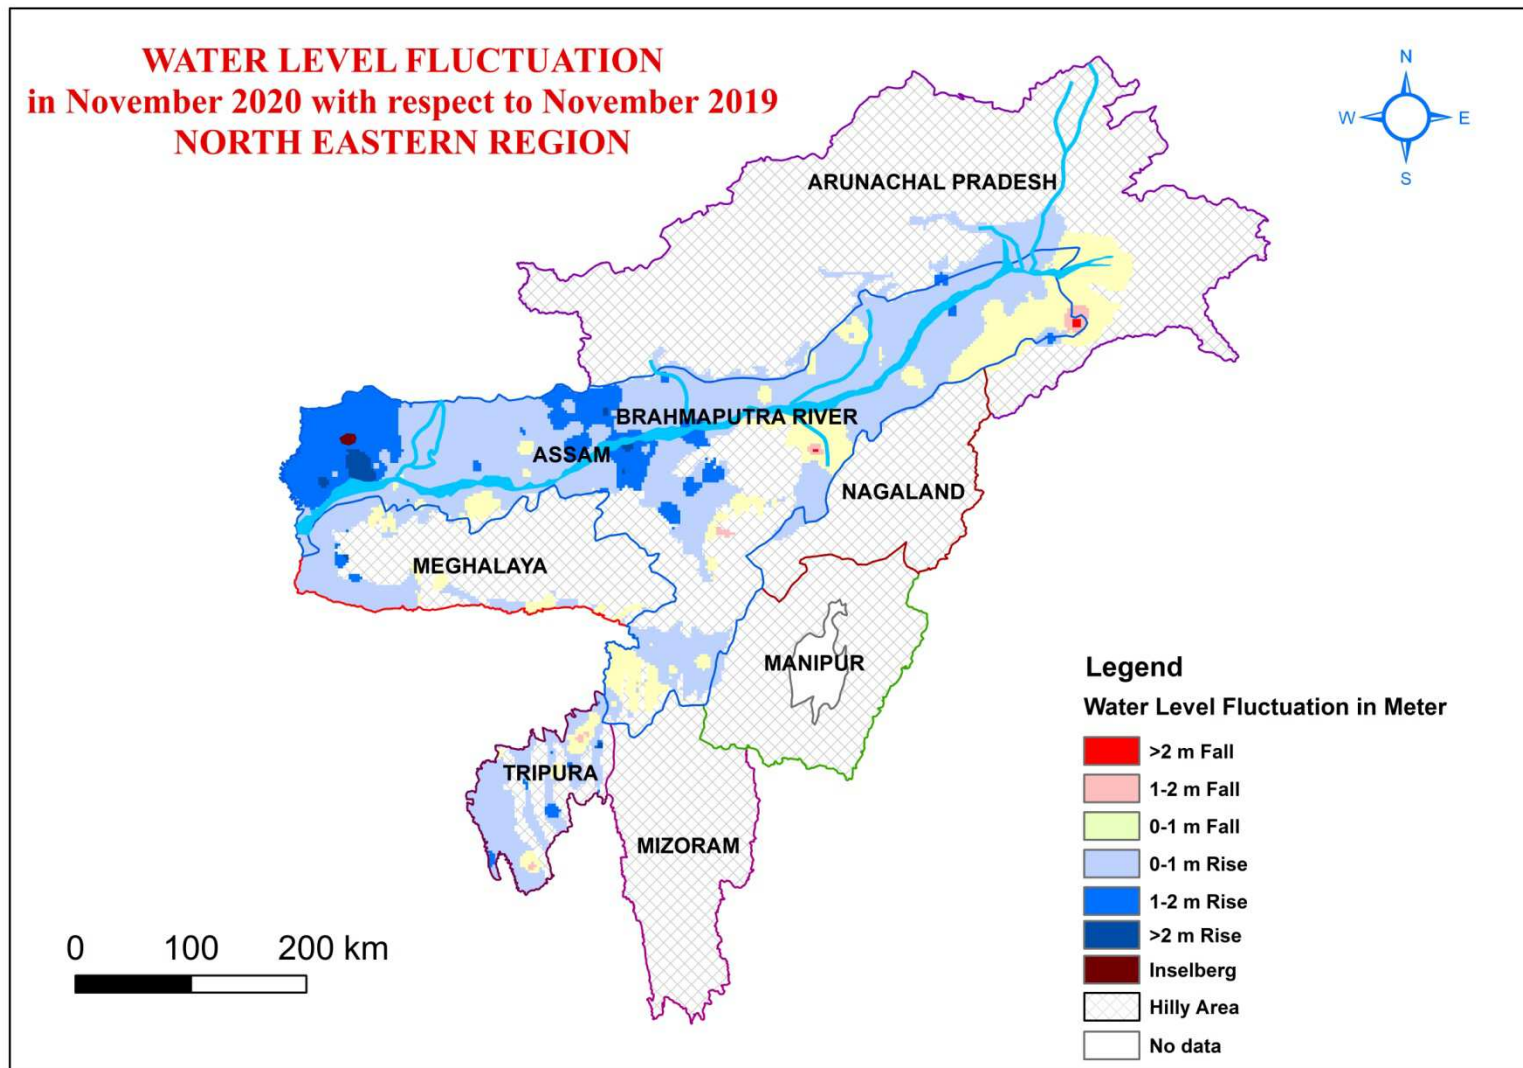 WATER LEVEL FLUCTUATION
in November 2020 with respect to November 2019
NORTH EASTERN REGION
N
W
E
S
ARUNACHAL PRADESH
BRAHMAPUTRA RIVER
ASSAM
NAGALAND
MEGHALAYA
MANIPUR
TRIPURA
MIZORAM
Legend
Water Level Fluctuation in Meter
>2 m Fall
1-2 m Fall
0-1 m Fall
0-1 m Rise
1-2 m Rise
>2 m Rise
Inselberg
Hilly Area
No data
0 100 200 km